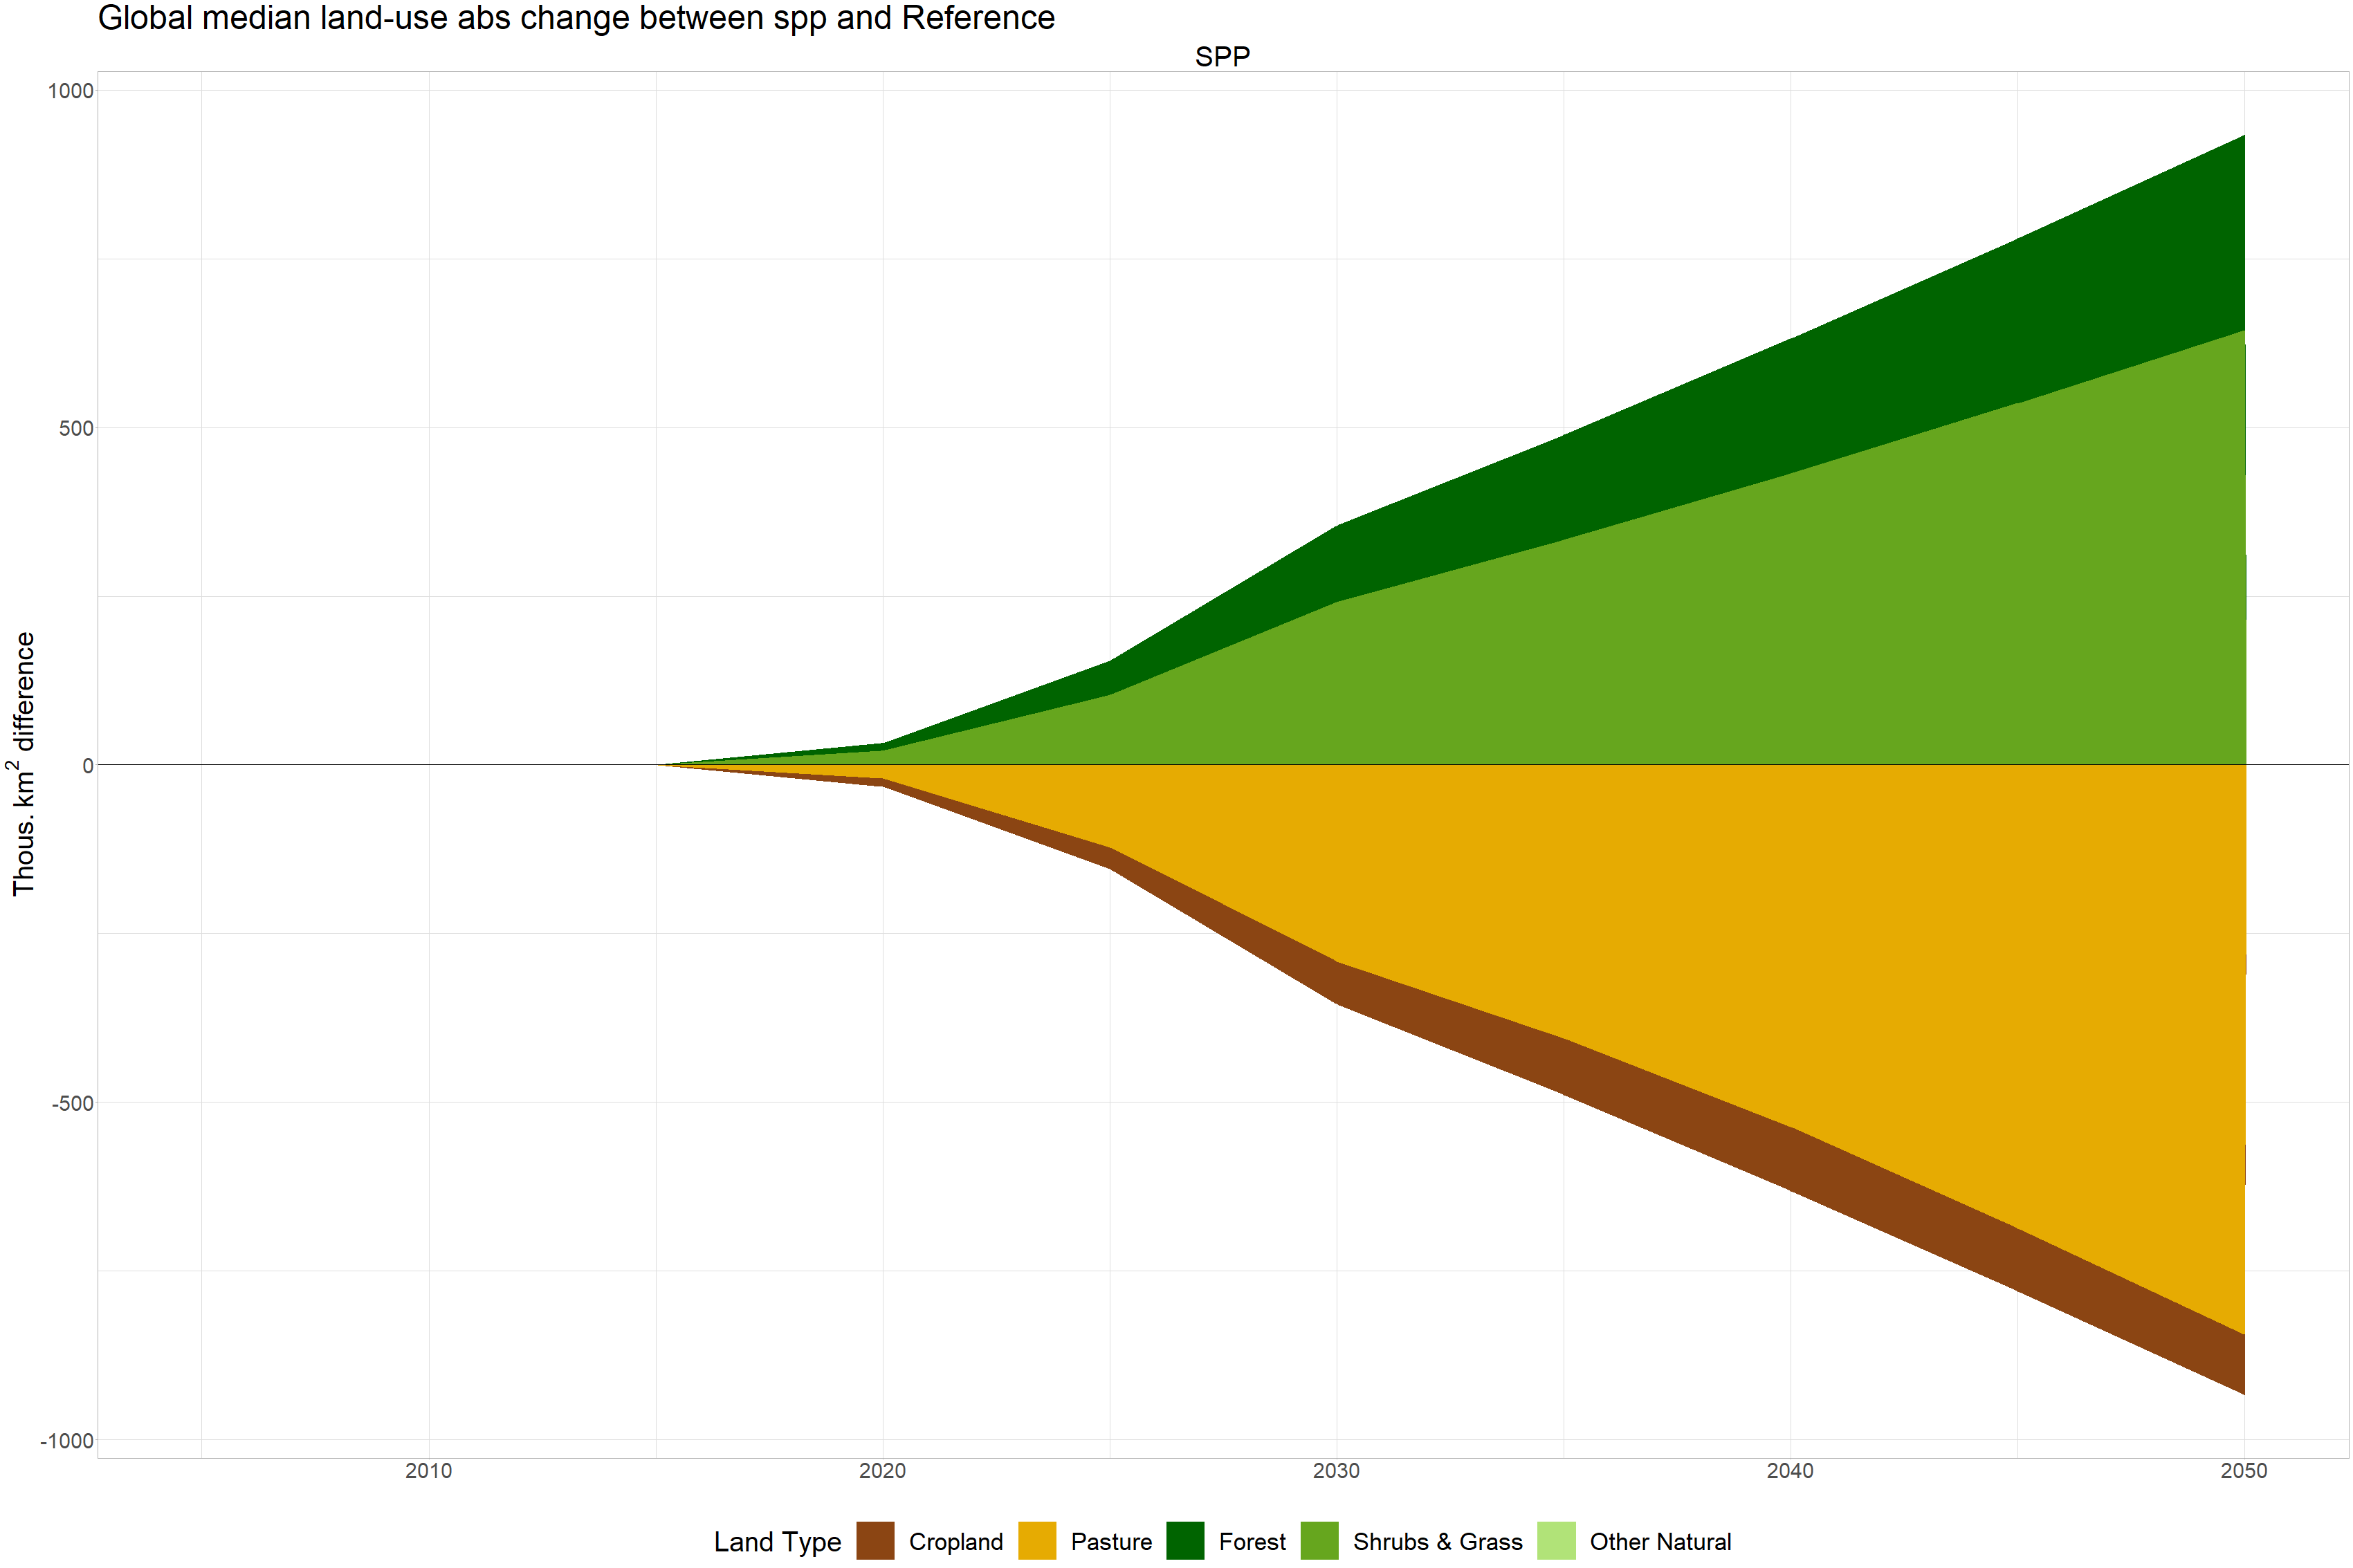 Global median land-use abs change between spp and Reference
SPP
1000
500
0
-500
-1000
Thous. km² difference
2010 2020 2030 2040 2050
Land Type Cropland Pasture Forest Shrubs & Grass Other Natural